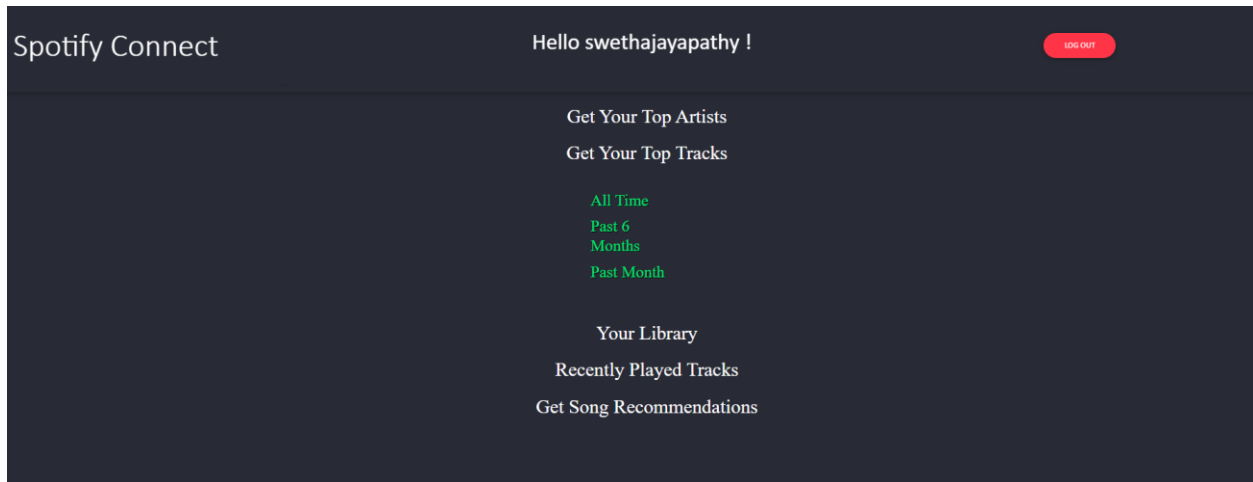 Spotify Connect
Hello swethajayapathy !
LOG OUT
Get Your Top Artists
Get Your Top Tracks
All Time
Past 6
Months
Past Month
Your Library
Recently Played Tracks
Get Song Recommendations